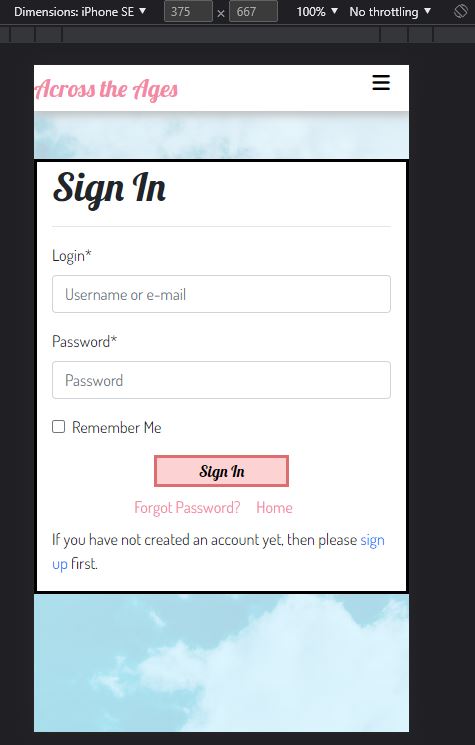 Dimensions: iPhone SE ▼ 375 × 667 100% ▼ No throttling ▼
Across the Ages
Sign In
Login*
Username or e-mail
Password*
Password
Remember Me
Sign In
Forgot Password? Home
If you have not created an account yet, then please sign
up first.